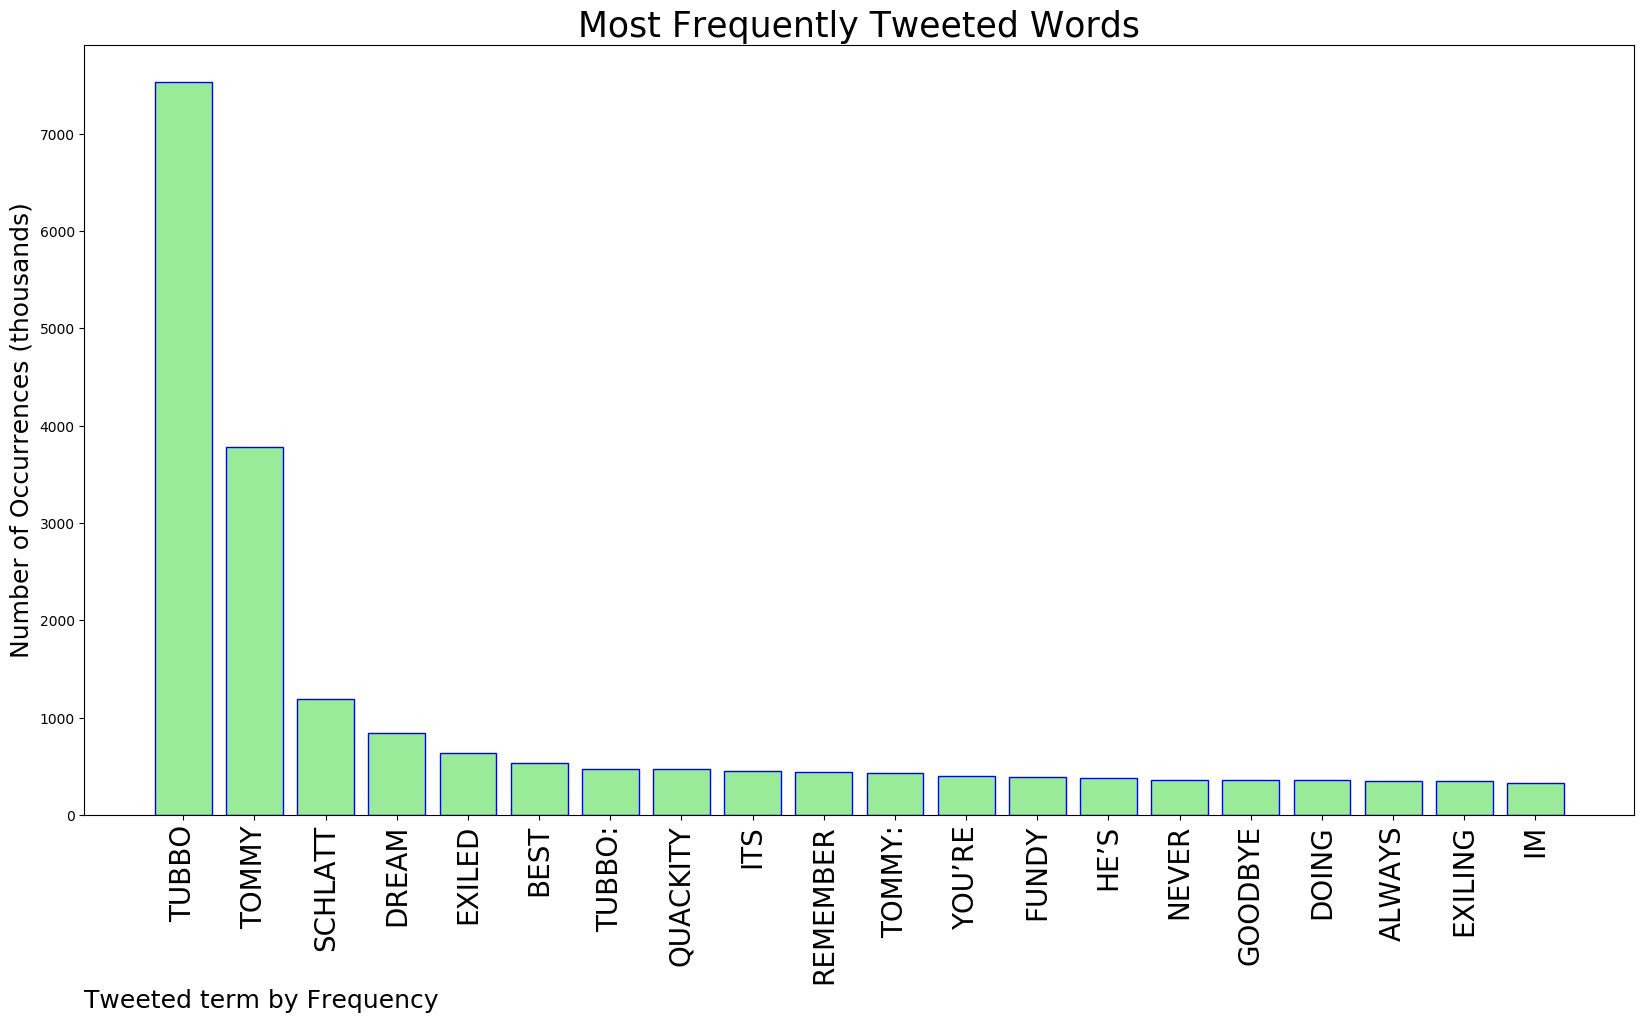 Most Frequently Tweeted Words
Number of Occurrences (thousands)
7000
6000
5000
4000
3000
2000
1000
0
TUBBO
TOMMY
SCHLATT
DREAM
EXILED
BEST
TUBBO:
QUACKITY
ITS
REMEMBER
TOMMY:
YOU’RE
FUNDY
HE’S
NEVER
GOODBYE
DOING
ALWAYS
EXILING
IM
Tweeted term by Frequency